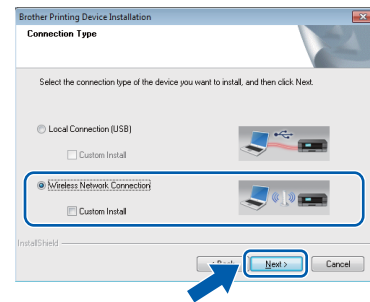 Brother Printing Device Installation
Connection Type
Select the connection type of the device you want to install, and then click Next.
Local Connection (USB)
Custom Install
Wireless Network Connection
Custom Install
InstallShield
Next > Cancel